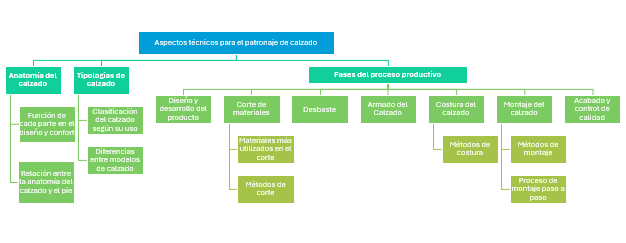 Aspectos técnicos para el patronaje de calzado
Anatomía del
calzado
Tipologías de
calzado
Fases del proceso productivo
Función de
cada parte en el
diseño y confort
Relación entre
la anatomía del
calzado y el pie
Clasificación
del calzado
según su uso
Diferencias
entre modelos
de calzado
Diseño y
desarrollo del
producto
Corte de
materiales
Desbaste
Armado del
Calzado
Costura del
calzado
Montaje del
calzado
Acabado y
control de
calidad
Materiales más
utilizados en el
corte
Métodos de
corte
Métodos de
costura
Métodos de
montaje
Proceso de
montaje paso a
paso